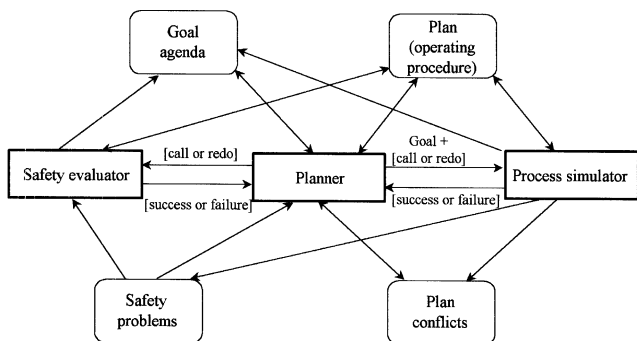 Goal
agenda
Plan
(operating
procedure)
Goal +
[call or redo]
[call or redo]
Safety evaluator
Planner
Process simulator
[success or failure]
[success or failure]
Safety
problems
Plan
conflicts